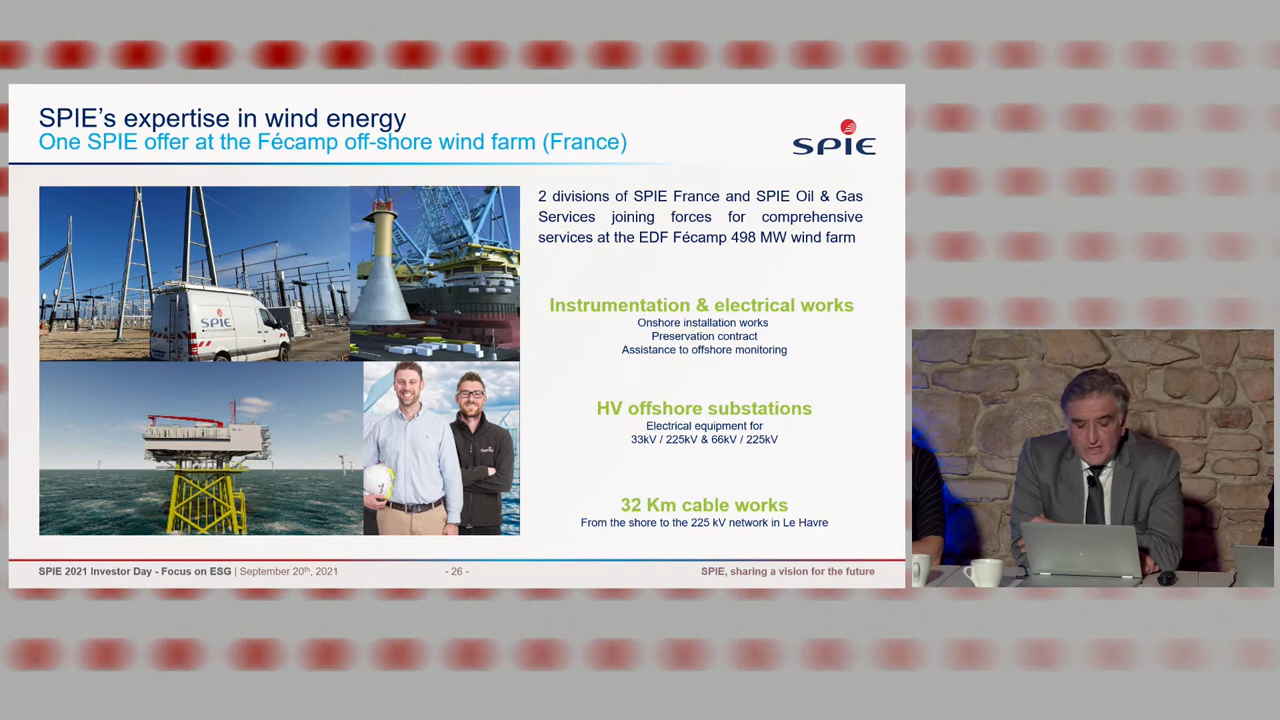 SPIE's expertise in wind energy
One SPIE offer at the Fécamp off-shore wind farm (France)
SPIE
SPIE
2 divisions of SPIE France and SPIE Oil & Gas
Services joining forces for comprehensive
services at the EDF Fécamp 498 MW wind farm
Instrumentation & electrical works
Onshore installation works
Preservation contract
Assistance to offshore monitoring
HV offshore substations
Electrical equipment for
33kV / 225kV & 66kV / 225kV
32 Km cable works
From the shore to the 225 kV network in Le Havre
SPIE 2021 Investor Day - Focus on ESG | September 20th, 2021
- 26 -
SPIE, sharing a vision for the future